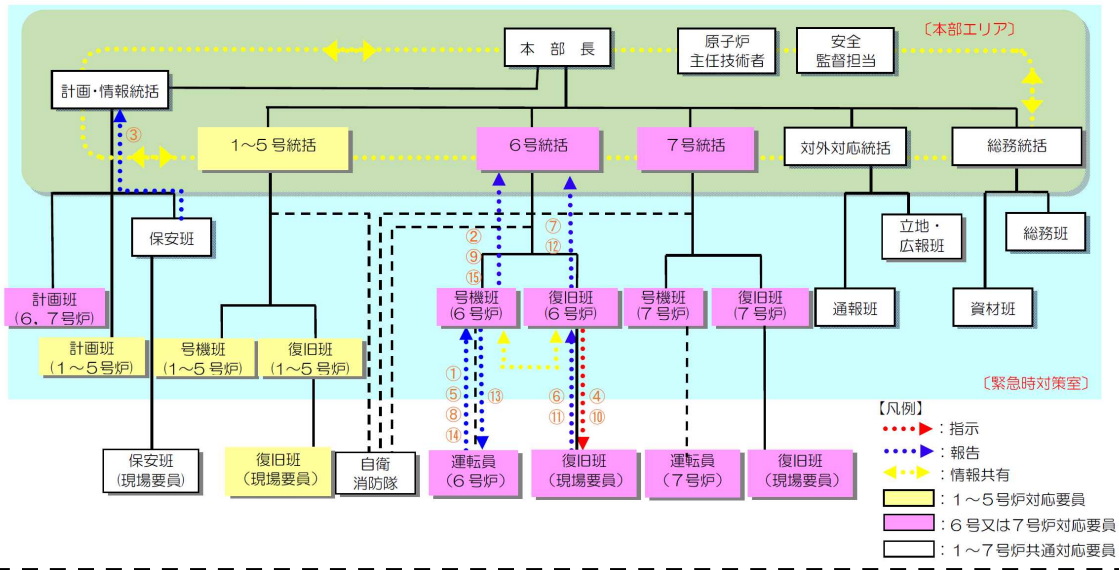 〔本部エリア〕
本 部 長
原子炉
主任技術者
安全
監督担当
計画・情報統括
③
1～5号統括
6号統括
7号統括
対外対応統括
総務統括
保安班
②
⑨
⑮
⑦
⑫
立地・
広報班
総務班
計画班
(6，7号炉)
号機班
(6号炉)
復旧班
(6号炉)
号機班
(7号炉)
復旧班
(7号炉)
通報班
資材班
計画班
(1～5号炉)
号機班
(1～5号炉)
復旧班
(1～5号炉)
①
⑤
⑧
⑭
⑬
⑥
⑪
④
⑩
〔緊急時対策室〕
保安班
(現場要員)
復旧班
(現場要員)
自衛
消防隊
運転員
(6号炉)
復旧班
(現場要員)
運転員
(7号炉)
復旧班
(現場要員)
【凡例】
：指示
：報告
：情報共有
：1～5号炉対応要員
：6号又は7号炉対応要員
：1～7号炉共通対応要員